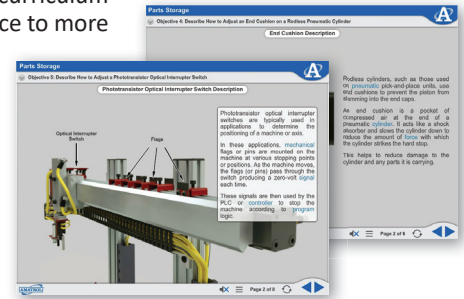 curriculum
ce to more
Parts Storage
Objective 4: Describe How to Adjust an End Cushion on a Rodless Pneumatic Cylinder
End Cushion Description
Rodless cylinders, such as those used
on pneumatic pick-and-place units, use
end cushions to prevent the piston from
slamming into the end caps.
An end cushion is a pocket of
compressed air at the end of a
pneumatic cylinder. It acts like a shock
absorber and slows the cylinder down to
reduce the amount of force with which
the cylinder strikes the hard stop.
This helps to reduce damage to the
cylinder and any parts it is carrying.
Page 2 of 6
Parts Storage
Objective 5: Describe How to Adjust a Phototransistor Optical Interrupter Switch
Phototransistor Optical Interrupter Switch Description
Optical Interrupter
Switch
Flags
Phototransistor optical interrupter
switches are typically used in
applications to determine the
positioning of a machine or axis.
In these applications, mechanical
flags or pins are mounted on the
machine at various stopping points
or positions. As the machine moves,
the flags (or pins) pass through the
switch producing a zero-volt signal
each time.
These signals are then used by the
PLC or controller to stop the
machine according to program
logic.
AMATROL
Page 2 of 8